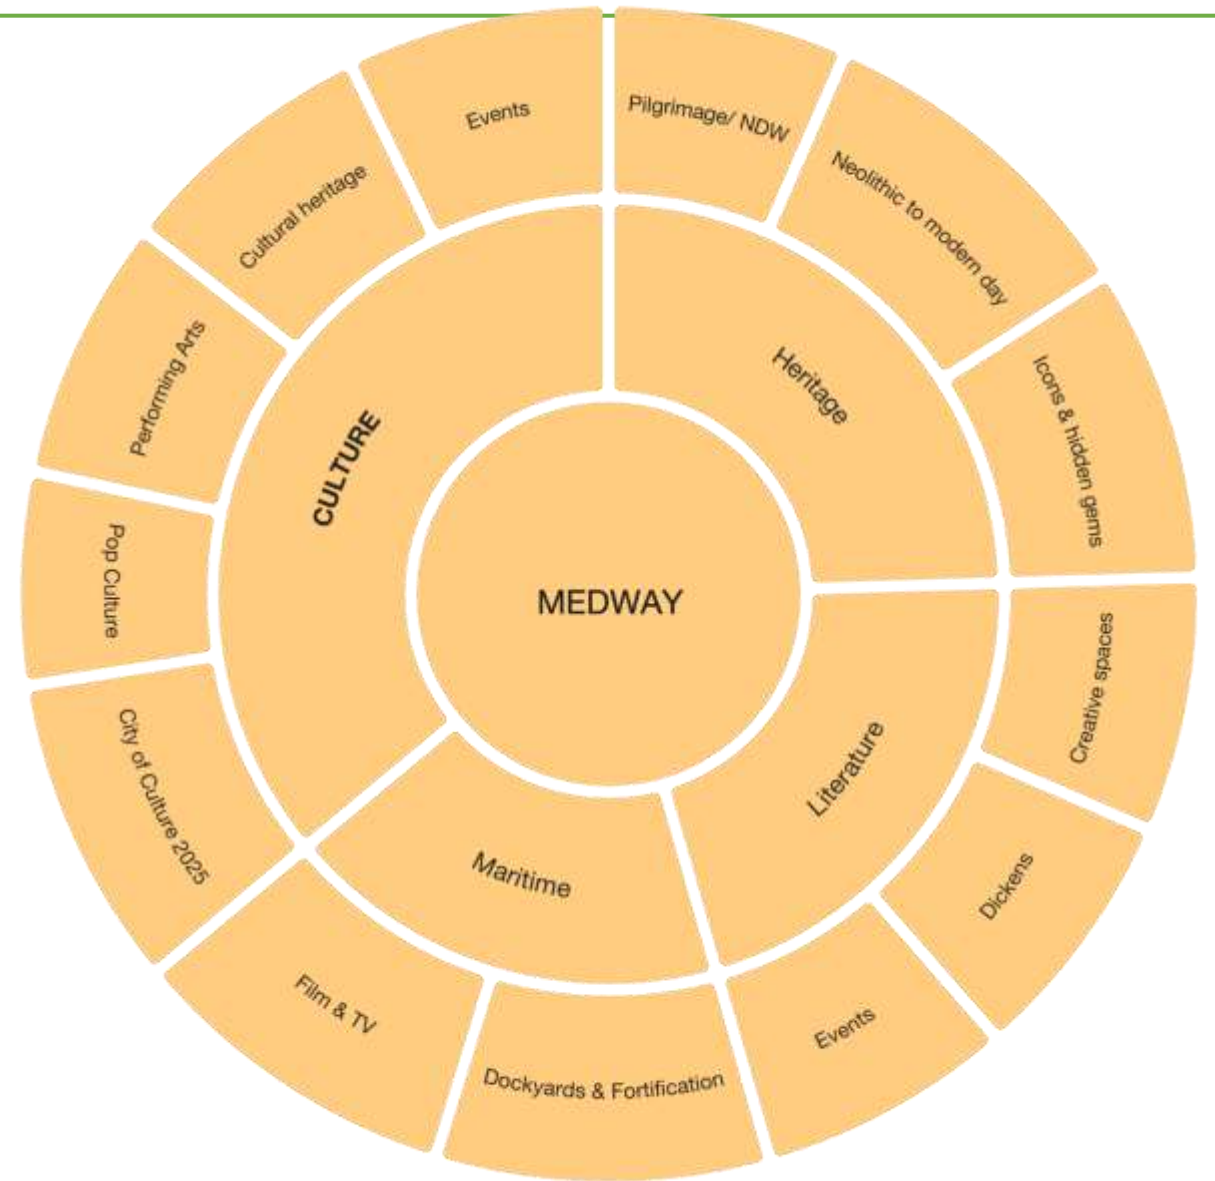 MEDWAY
Heritage
Literature
Maritime
CULTURE
Pilgrimage/ NDW
Neolithic to modern day
Icons & hidden gems
Creative spaces
Dickens
Events
Dockyards & Fortification
Film & TV
City of Culture 2025
Pop Culture
Performing Arts
Cultural heritage
Events